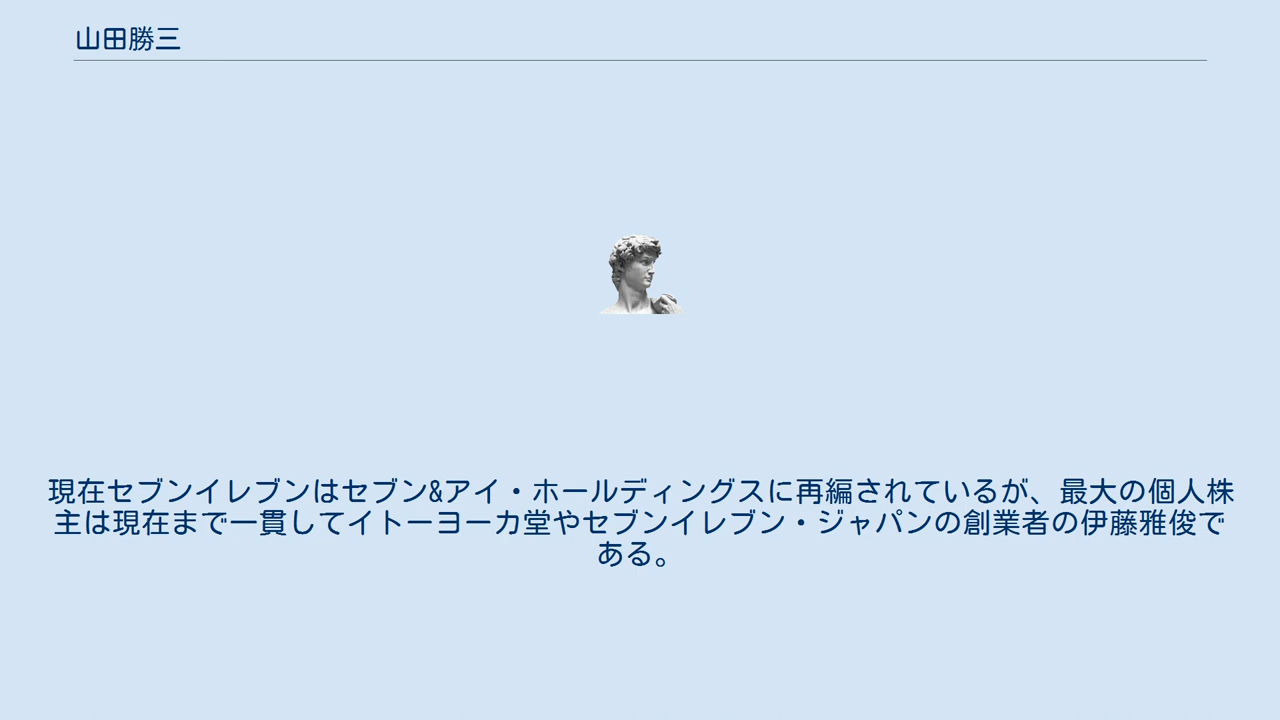 山田勝三
現在セブンイレブンはセブン&アイ・ホールディングスに再編されているが、最大の個人株
主は現在まで一貫してイトーヨーカ堂やセブンイレブン・ジャパンの創業者の伊藤雅俊で
ある。